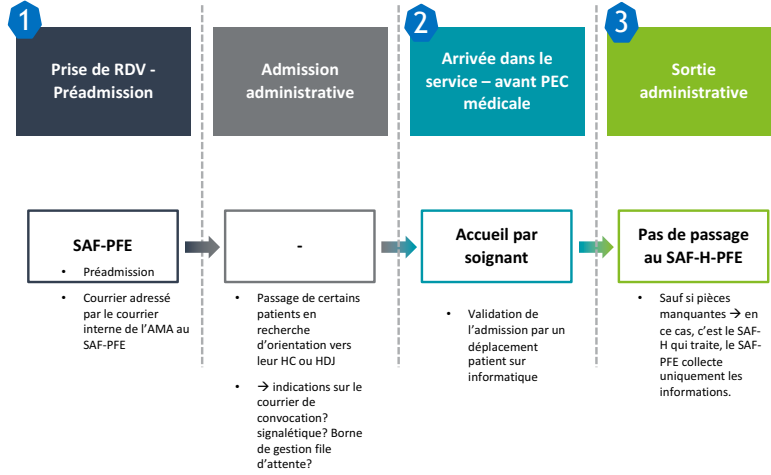 1
Prise de RDV -
Préadmission
Admission
administrative
2
Arrivée dans le
service – avant PEC
médicale
3
Sortie
administrative
SAF-PFE
• Préadmission
• Courrier adressé
par le courrier
interne de l'AMA au
SAF-PFE
-
• Passage de certains
patients en
recherche
d'orientation vers
leur HC ou HDJ
• → indications sur le
courrier de
convocation?
signalétique? Borne
de gestion file
d'attente?
Accueil par
soignant
• Validation de
l'admission par un
déplacement
patient sur
informatique
Pas de passage
au SAF-H-PFE
• Sauf si pièces
manquantes → en
ce cas, c'est le SAF-
H qui traite, le SAF-
PFE collecte
uniquement les
informations.